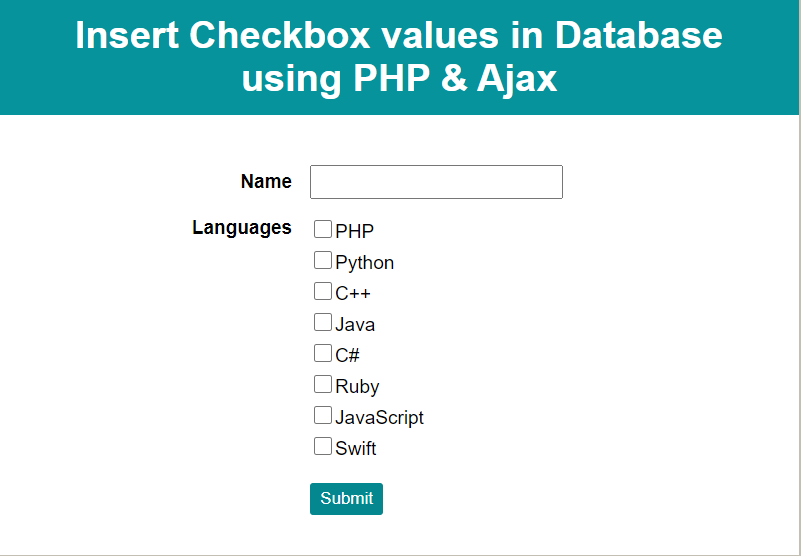 Insert Checkbox values in Database
using PHP & Ajax
Name
Languages
PHP
Python
C++
Java
C#
Ruby
JavaScript
Swift
Submit